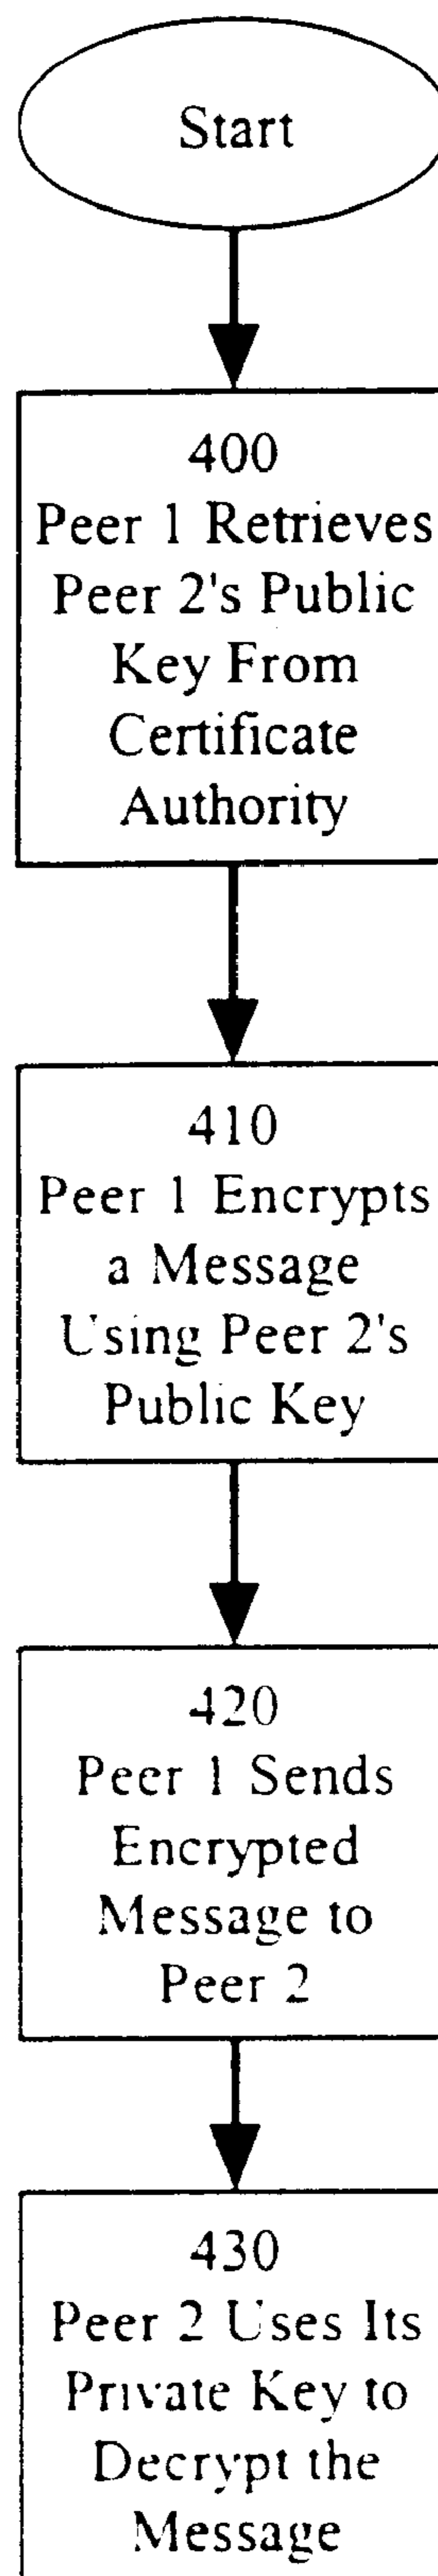 Start
400
Peer 1 Retrieves
Peer 2's Public
Key From
Certificate
Authority
410
Peer 1 Encrypts
a Message
Using Peer 2's
Public Key
420
Peer 1 Sends
Encrypted
Message to
Peer 2
430
Peer 2 Uses Its
Private Key to
Decrypt the
Message